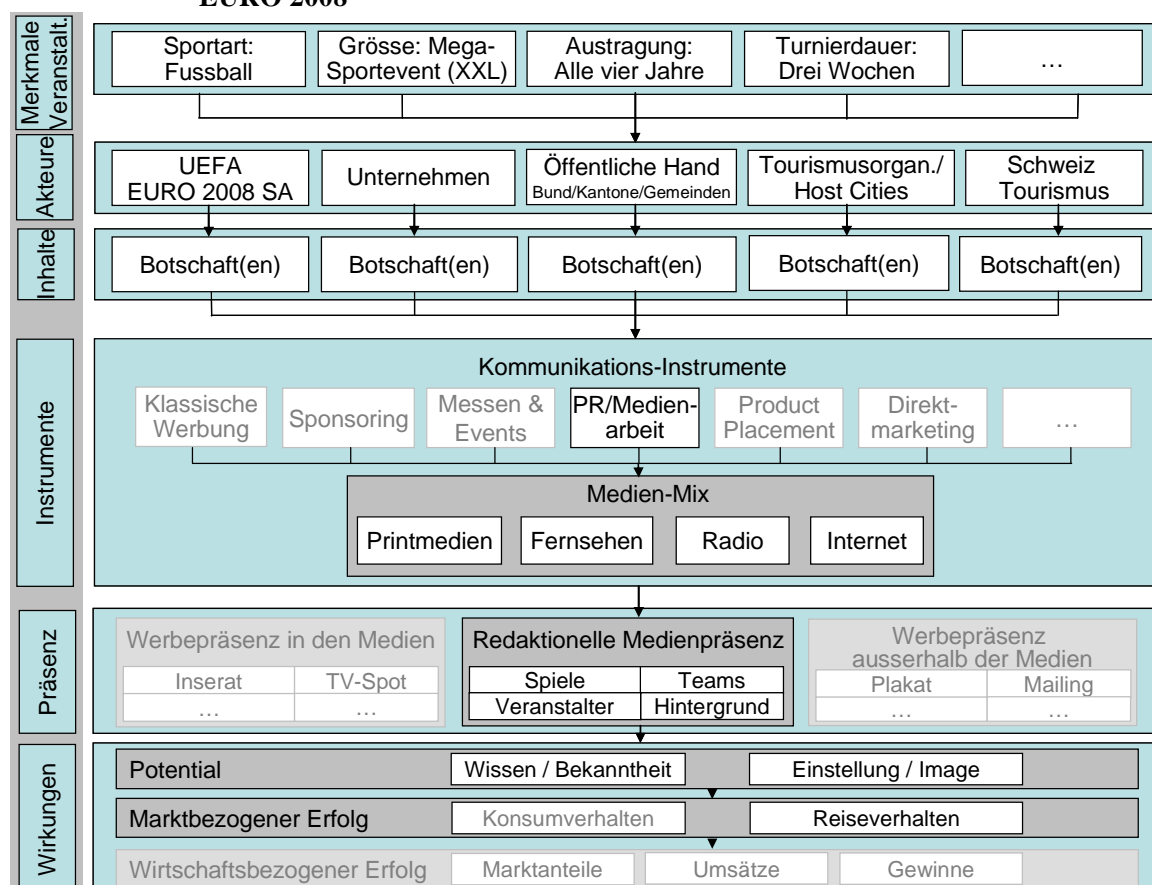 EURO 2008
Merkmale
Veranstalt.
Sportart:
Fussball
Grösse: Mega-
Sportevent (XXL)
Austragung:
Alle vier Jahre
Turnierdauer:
Drei Wochen
…
Akteure
UEFA
EURO 2008 SA
Unternehmen
Öffentliche Hand
Bund/Kantone/Gemeinden
Tourismusorgan./
Host Cities
Schweiz
Tourismus
Inhalte
Botschaft(en)
Botschaft(en)
Botschaft(en)
Botschaft(en)
Botschaft(en)
Instrumente
Kommunikations-Instrumente
Klassische
Werbung
Sponsoring
Messen &
Events
PR/Medien-
arbeit
Product
Placement
Direkt-
marketing
…
Medien-Mix
Printmedien
Fernsehen
Radio
Internet
Präsenz
Werbepräsenz in den Medien
Inserat
TV-Spot
…
…
Redaktionelle Medienpräsenz
Spiele
Teams
Veranstalter
Hintergrund
Werbepräsenz
ausserhalb der Medien
Plakat
Mailing
…
…
Wirkungen
Potential
Wissen / Bekanntheit
Einstellung / Image
Marktbezogener Erfolg
Konsumverhalten
Reiseverhalten
Wirtschaftsbezogener Erfolg
Marktanteile
Umsätze
Gewinne